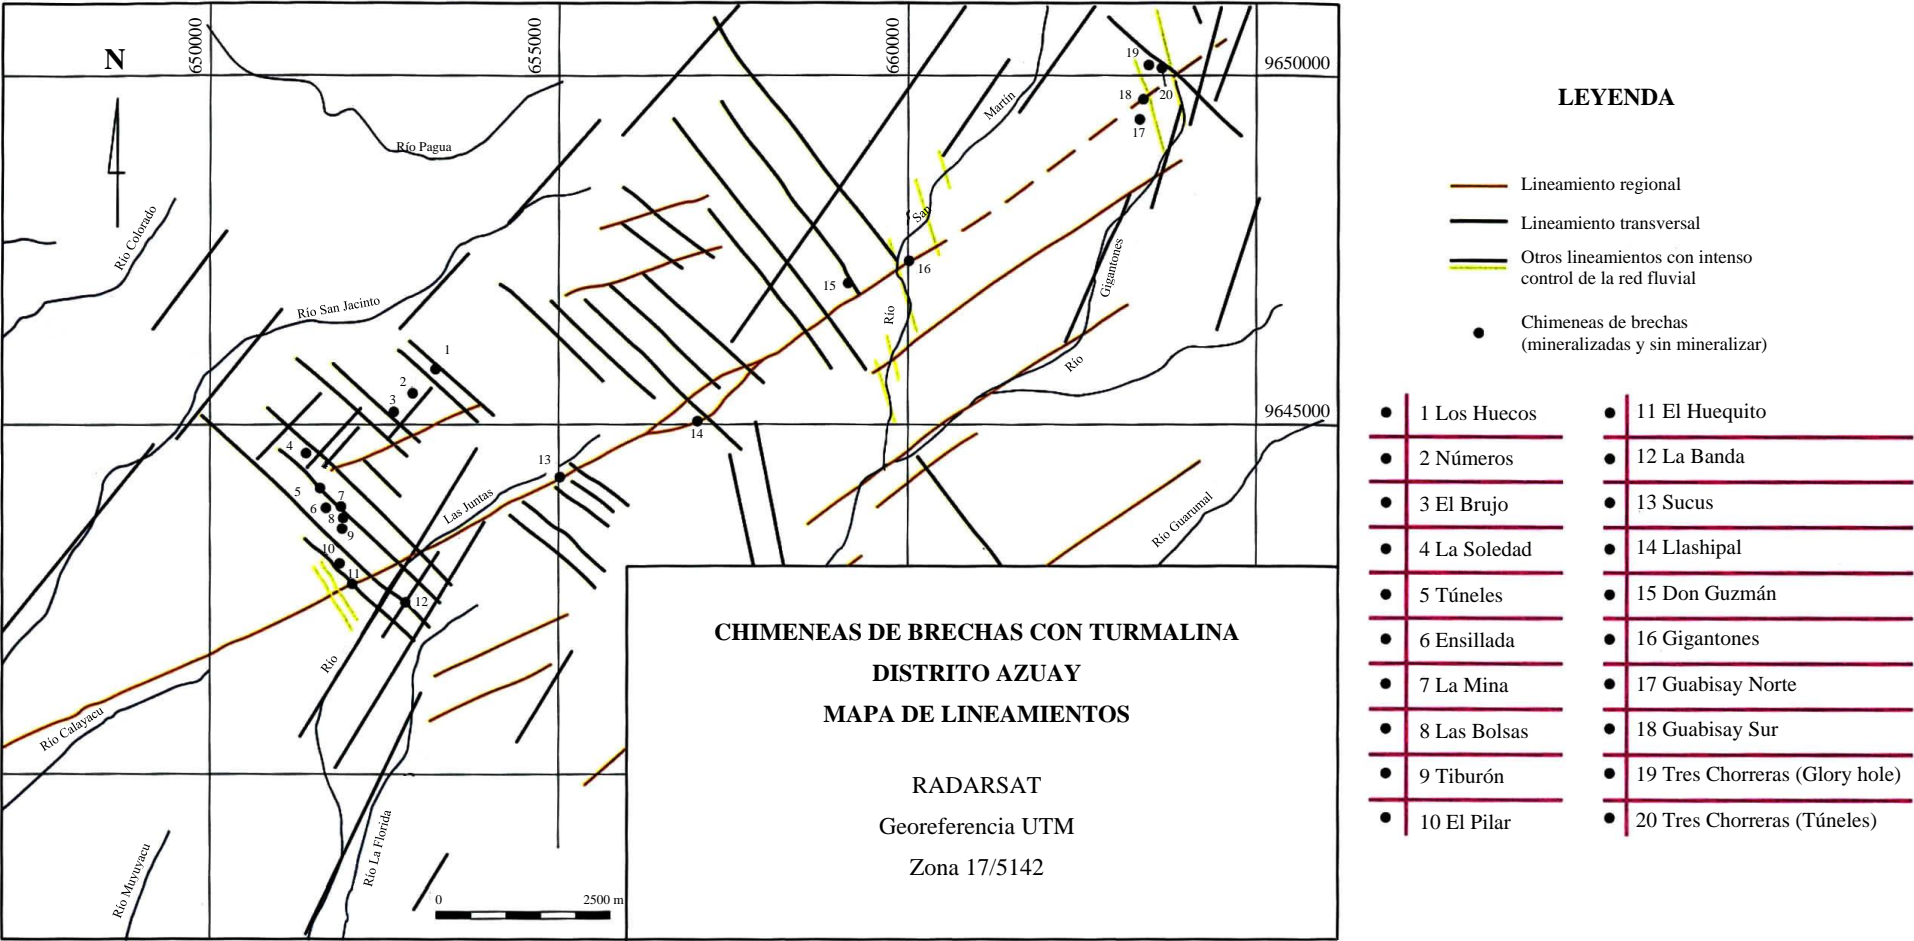 650000
655000
660000
9650000
9645000
N
Río Pagua
Río Colorado
Río San Jacinto
Martín
San
Río
Gigantones
Río
Río Guarumal
Las Juntas
Río
Río Calayacu
Río La Florida
Río Muyuyacu
1
2
3
4
5
6
7
8
9
10
11
12
13
14
15
16
17
18
19
20
0 2500 m
CHIMENEAS DE BRECHAS CON TURMALINA
DISTRITO AZUAY
MAPA DE LINEAMIENTOS
RADARSAT
Georeferencia UTM
Zona 17/5142
LEYENDA
Lineamiento regional
Lineamiento transversal
Otros lineamientos con intenso
control de la red fluvial
Chimeneas de brechas
(mineralizadas y sin mineralizar)
1 Los Huecos
2 Números
3 El Brujo
4 La Soledad
5 Túneles
6 Ensillada
7 La Mina
8 Las Bolsas
9 Tiburón
10 El Pilar
11 El Huequito
12 La Banda
13 Sucus
14 Llashipal
15 Don Guzmán
16 Gigantones
17 Guabisay Norte
18 Guabisay Sur
19 Tres Chorreras (Glory hole)
20 Tres Chorreras (Túneles)